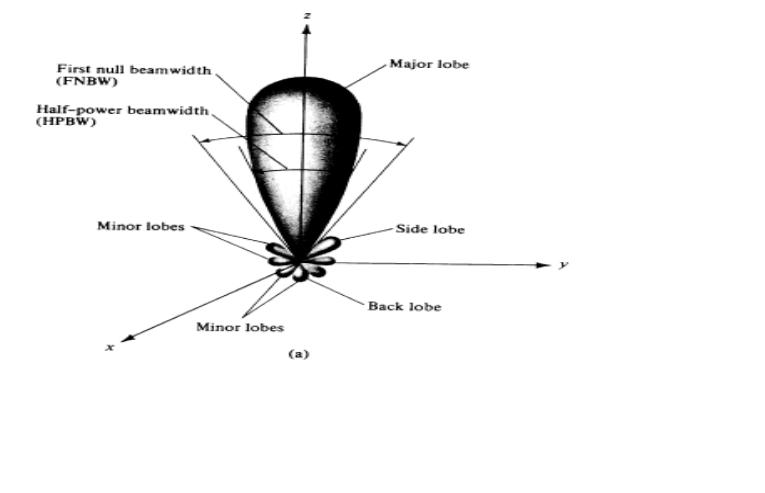 z
First null beamwidth
(FNBW)
Major lobe
Half-power beamwidth
(HPBW)
Minor lobes
Side lobe
y
Back lobe
Minor lobes
x
(a)